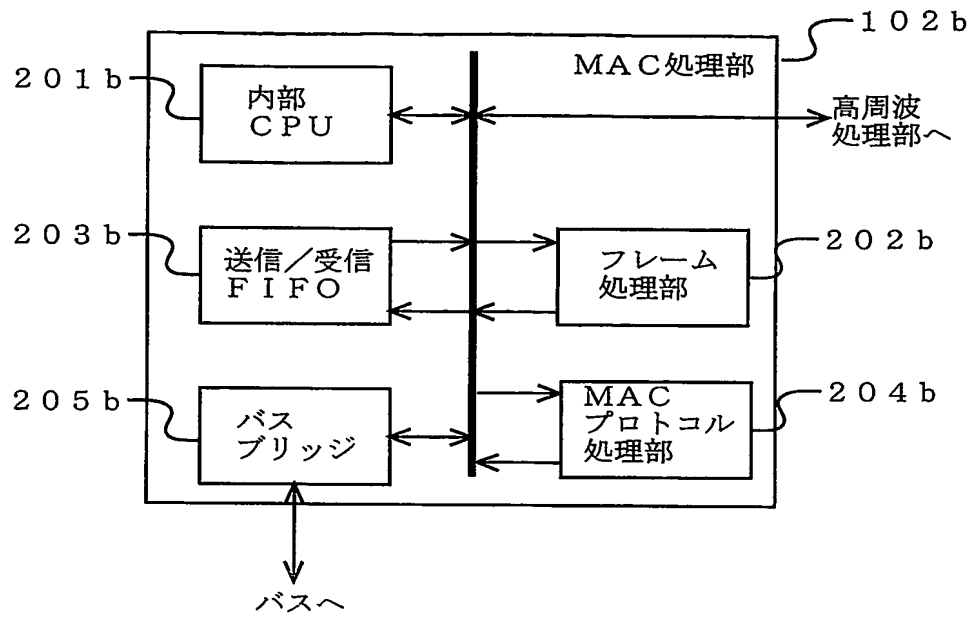 １０２ｂ
ＭＡＣ処理部
２０１ｂ
内部
ＣＰＵ
高周波
処理部へ
２０３ｂ
送信／受信
ＦＩＦＯ
フレーム
処理部
２０２ｂ
２０５ｂ
バス
ブリッジ
ＭＡＣ
プロトコル
処理部
２０４ｂ
バスへ